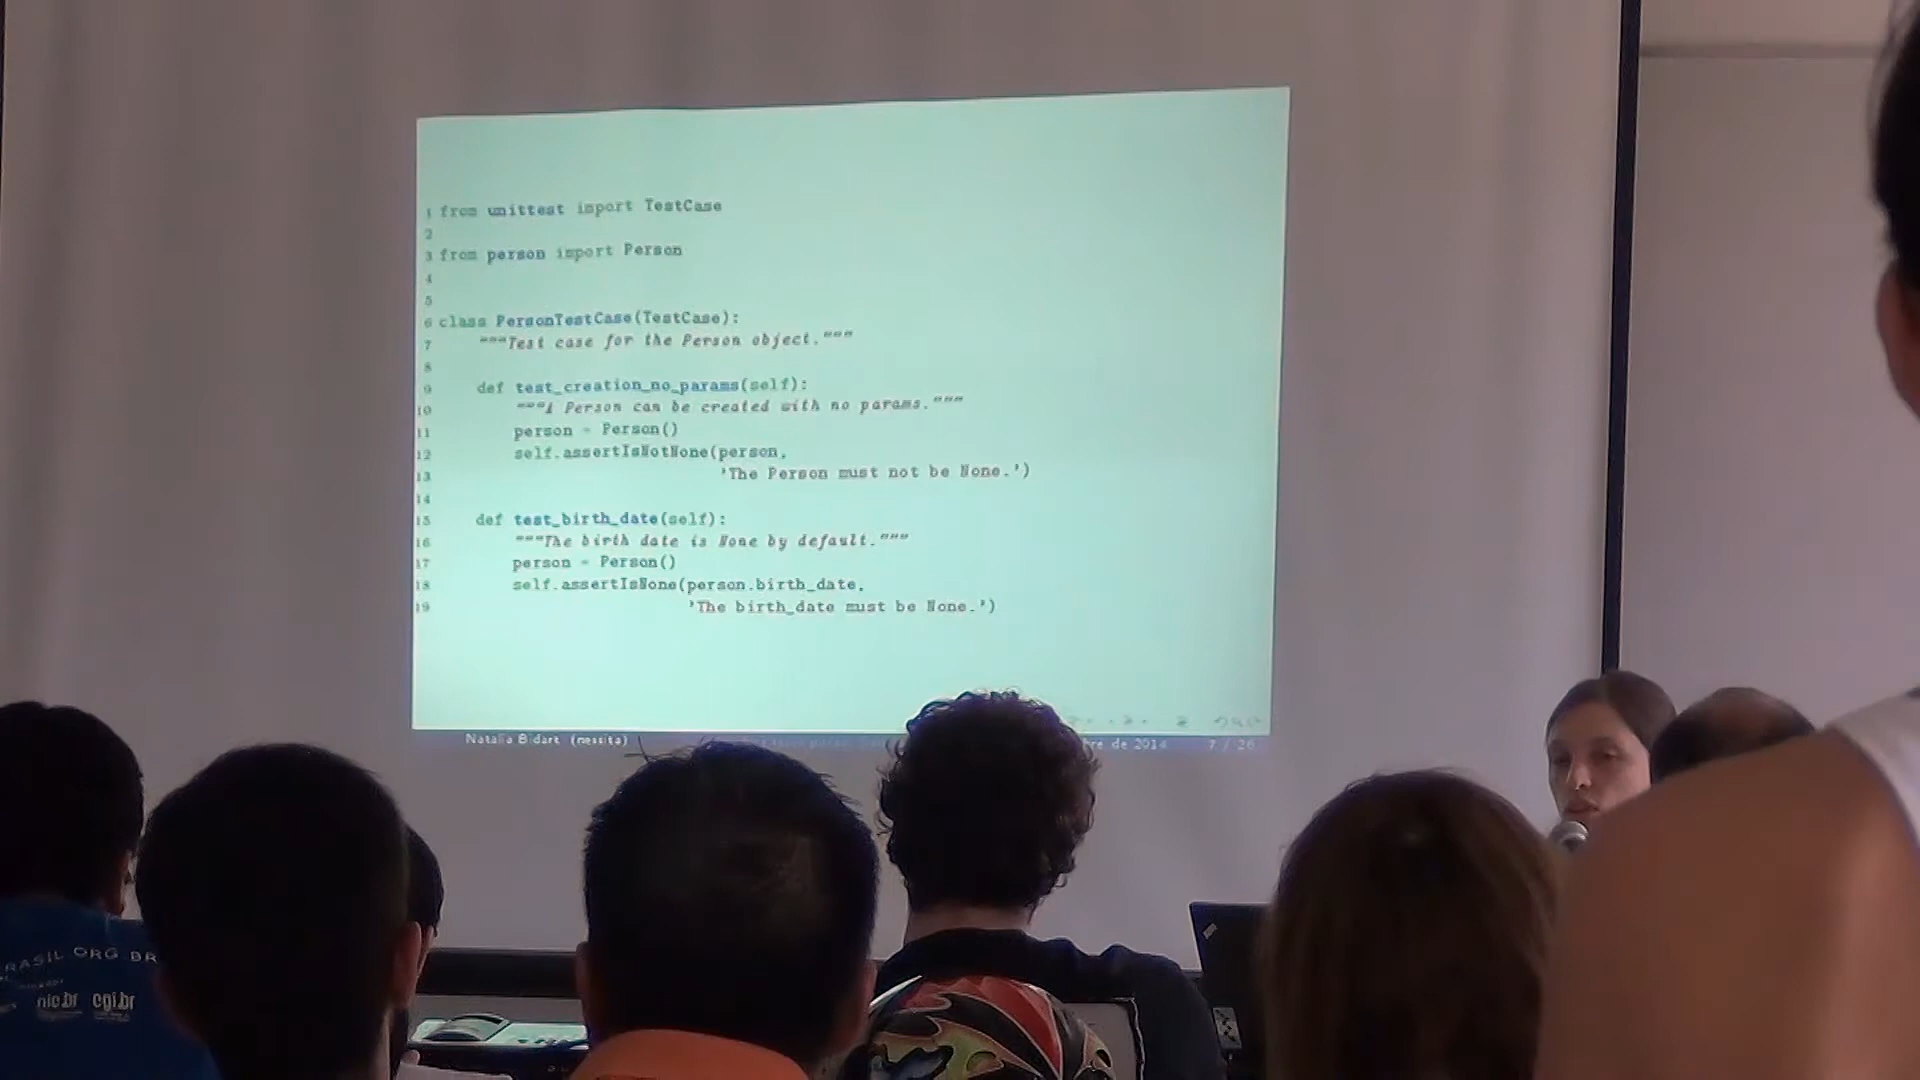 1 from unittest import TestCase
2
3 from person import Person
4
5
6 class PersonTestCase(TestCase):
7 """Test case for the Person object."""
8
9 def test_creation_no_params(self):
10 """A Person can be created with no params."""
11 person = Person()
12 self.assertIsNotNone(person,
13 'The Person must not be None.')
14
15 def test_birth_date(self):
16 """The birth date is None by default."""
17 person = Person()
18 self.assertIsNone(person.birth_date,
19 'The birth_date must be None.')
Natalia Bidart (nessita) bre de 2014 7 / 26
RASIL ORG BR
nic.br cgi.br